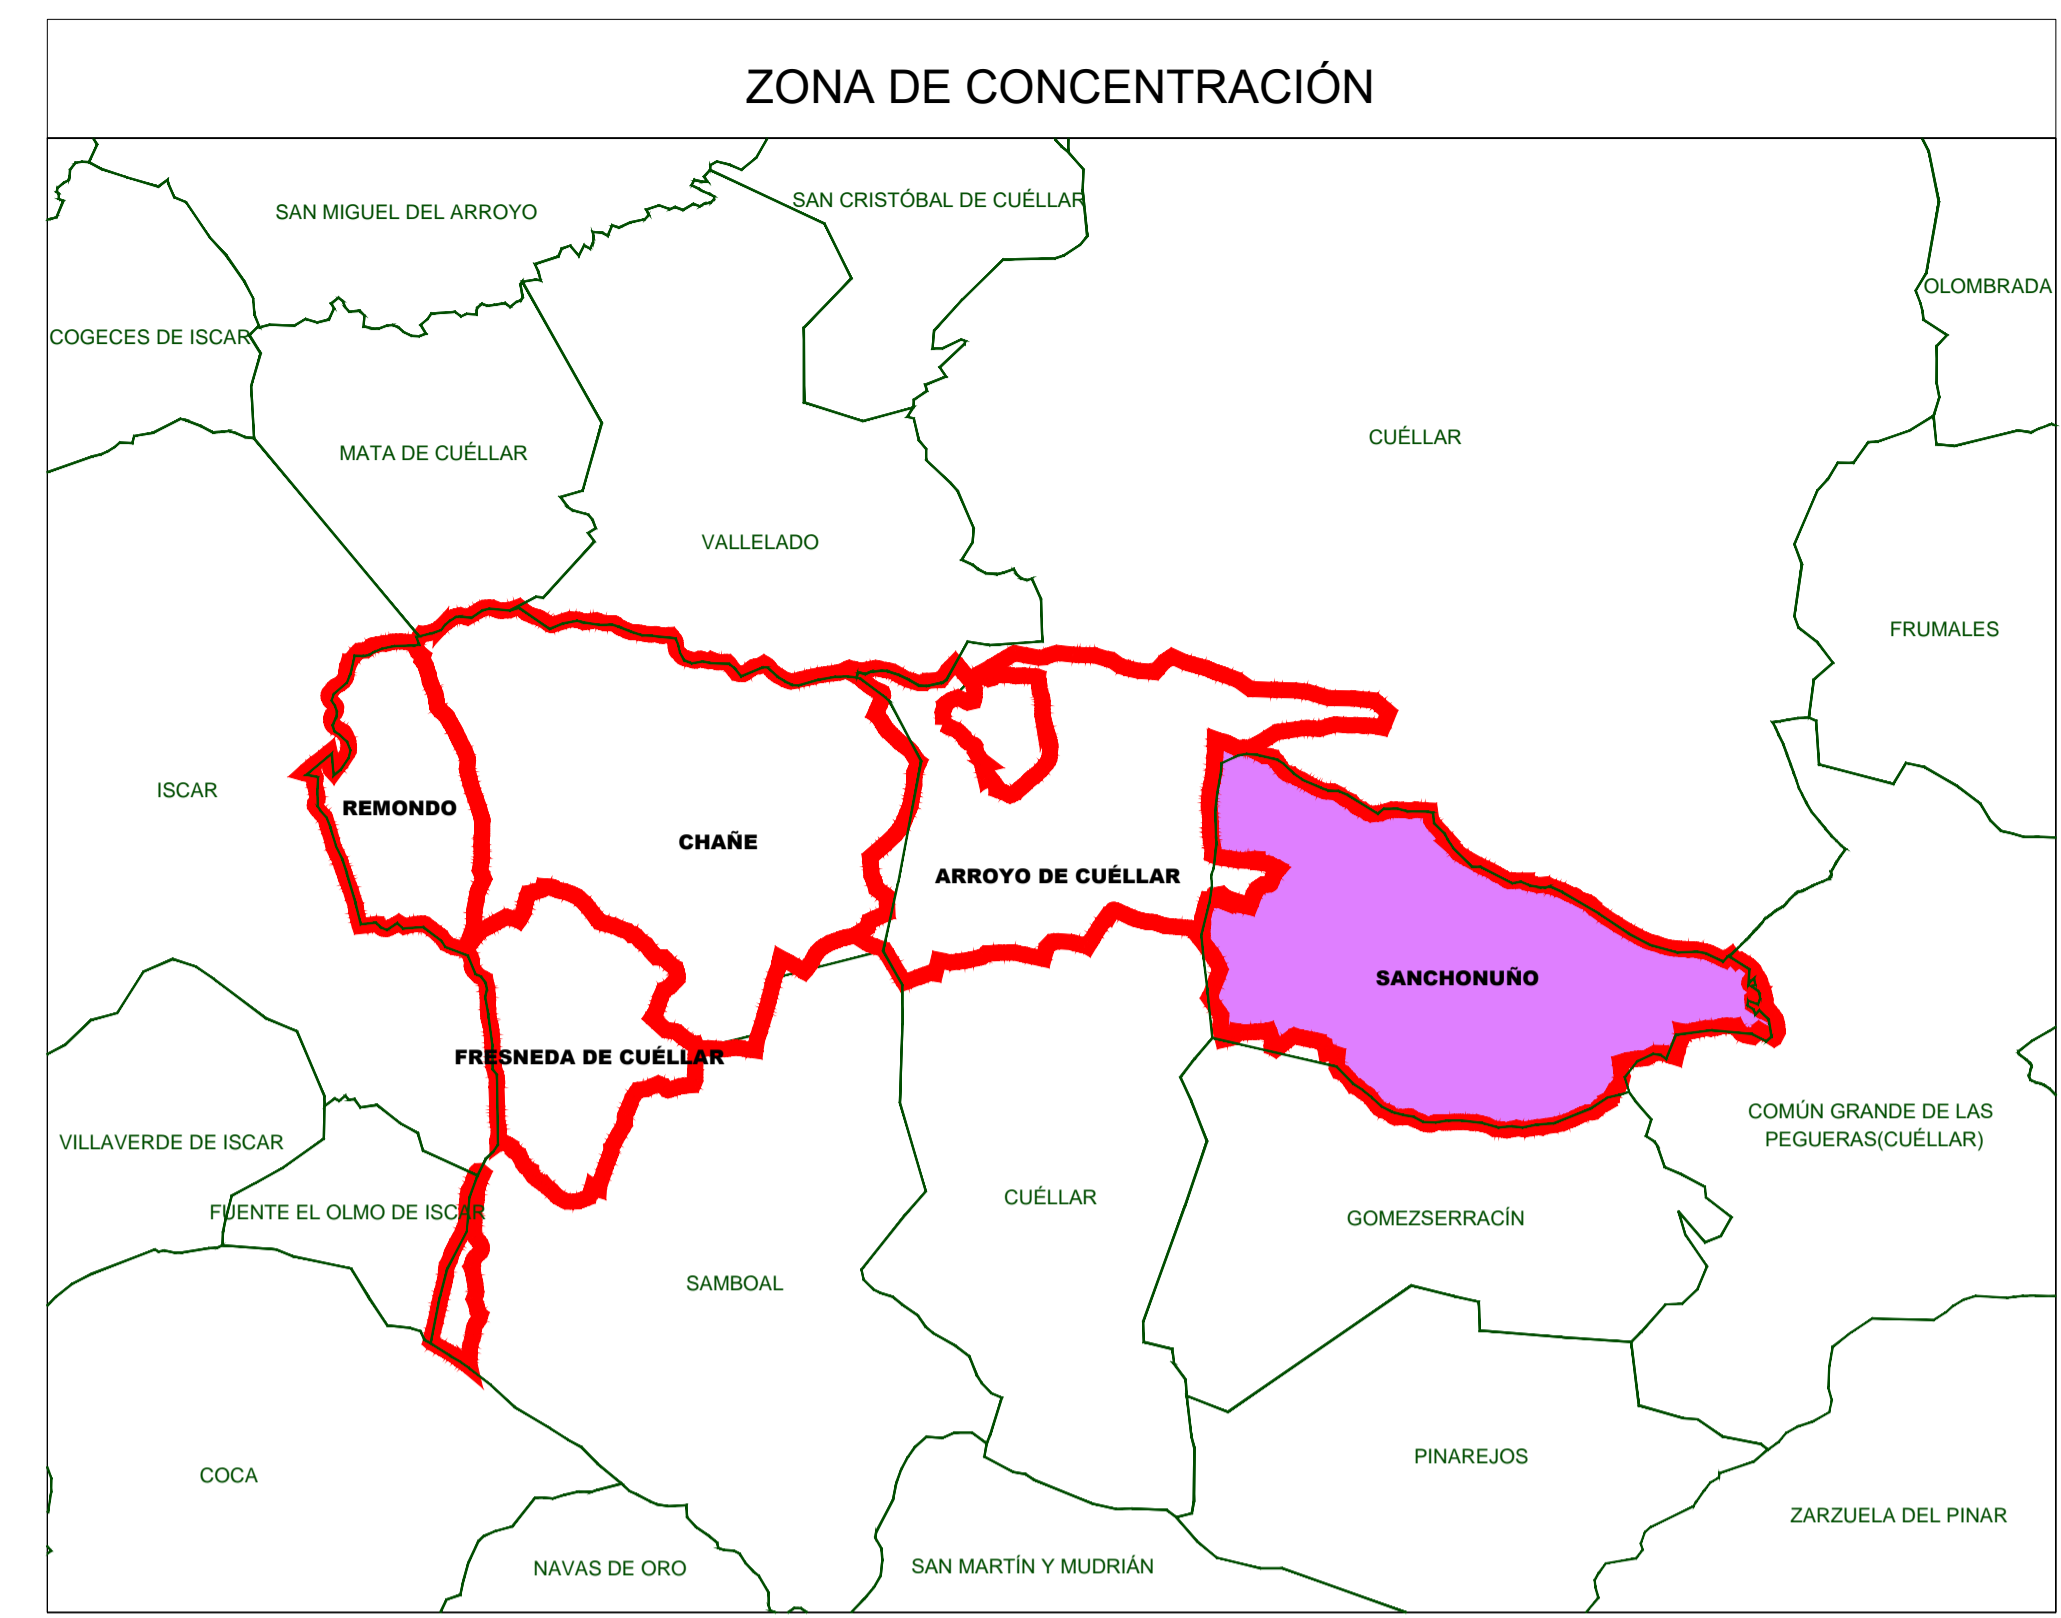 ZONA DE CONCENTRACIÓN
SAN MIGUEL DEL ARROYO
SAN CRISTÓBAL DE CUÉLLAR
OLOMBRADA
COGECES DE ISCAR
CUÉLLAR
MATA DE CUÉLLAR
VALLELADO
FRUMALES
ISCAR
REMONDO
CHAÑE
ARROYO DE CUÉLLAR
SANCHONUÑO
FRESNEDA DE CUÉLLAR
COMÚN GRANDE DE LAS
PEGUERAS(CUÉLLAR)
VILLAVERDE DE ISCAR
CUÉLLAR
FUENTE EL OLMO DE ISCAR
GOMEZSERRACÍN
SAMBOAL
PINAREJOS
COCA
ZARZUELA DEL PINAR
NAVAS DE ORO
SAN MARTÍN Y MUDRIÁN